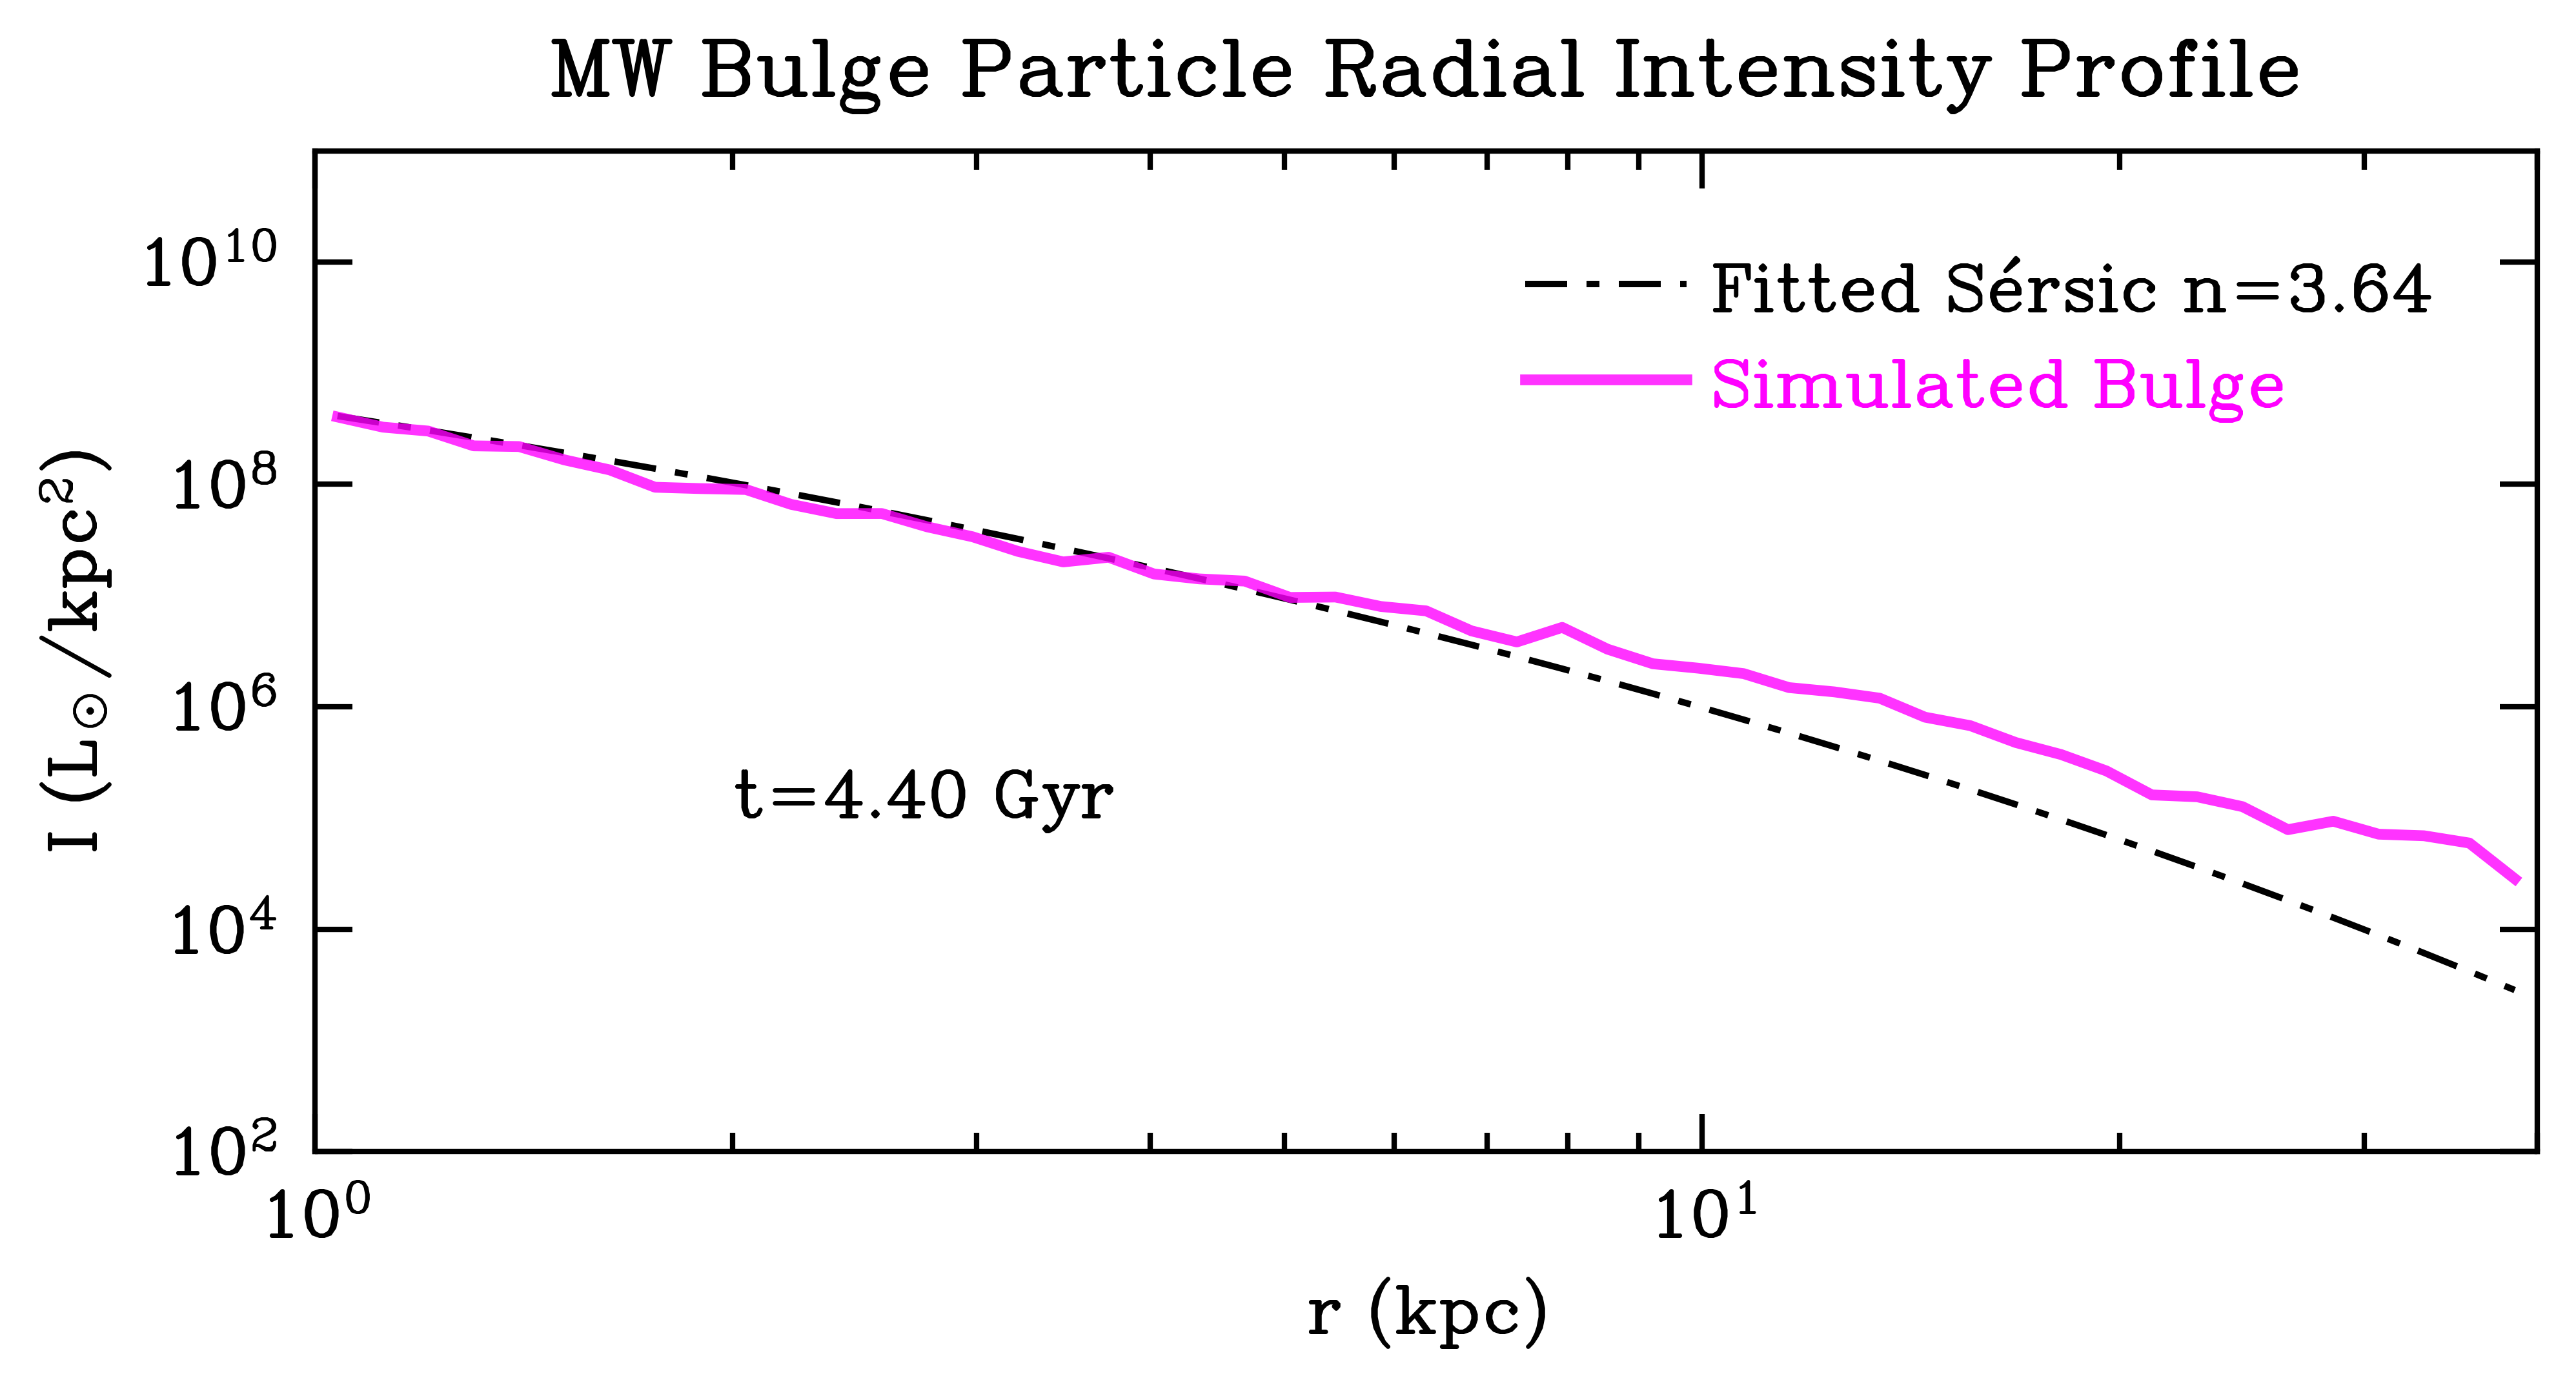 MW Bulge Particle Radial Intensity Profile
10¹⁰
10⁸
10⁶
10⁴
10²
I (L⊙/kpc²)
Fitted Sérsic n=3.64
Simulated Bulge
t=4.40 Gyr
10⁰
10¹
r (kpc)